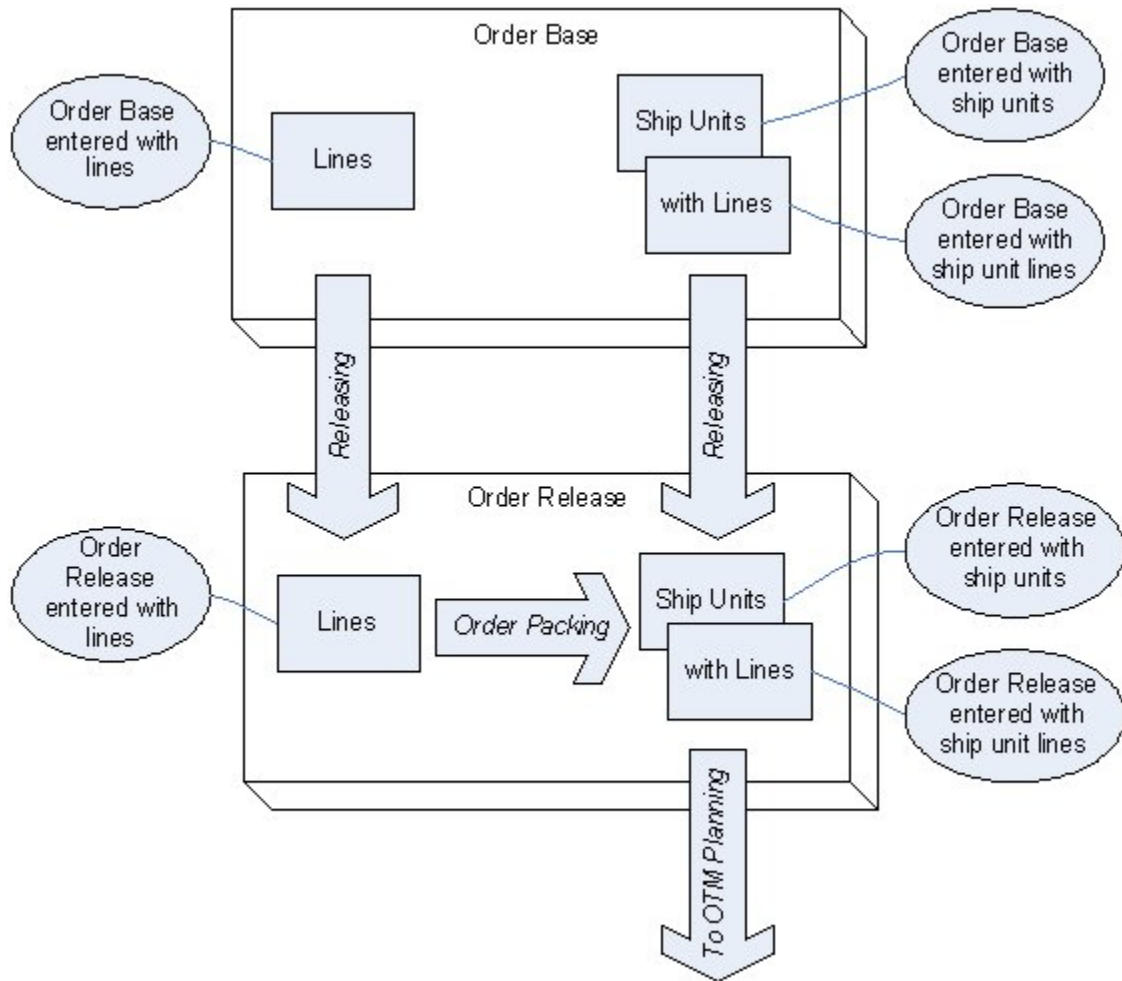 Order Base
Order Base
entered with
lines
Lines
Ship Units
with Lines
Order Base
entered with
ship units
Order Base
entered with
ship unit lines
Releasing
Releasing
Order Release
Order
Release
entered with
lines
Lines
Order Packing
Ship Units
with Lines
Order Release
entered with
ship units
Order Release
entered with
ship unit lines
To OTM Planning